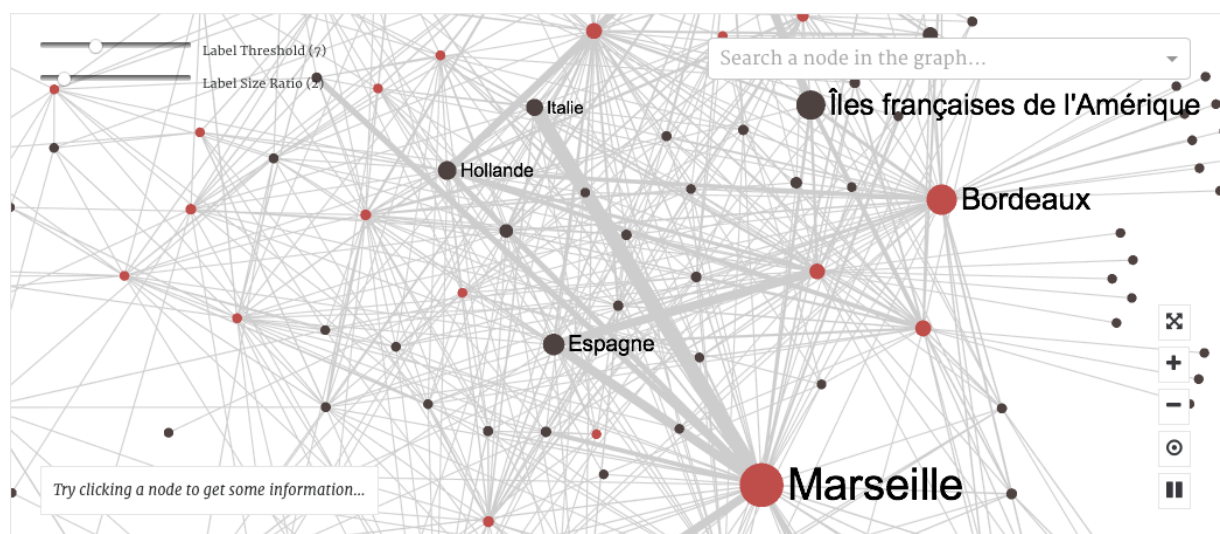 Label Threshold (7)
Label Size Ratio (2)
Search a node in the graph...
Italie
Îles françaises de l'Amérique
Hollande
Bordeaux
Espagne
Marseille
Try clicking a node to get some information...